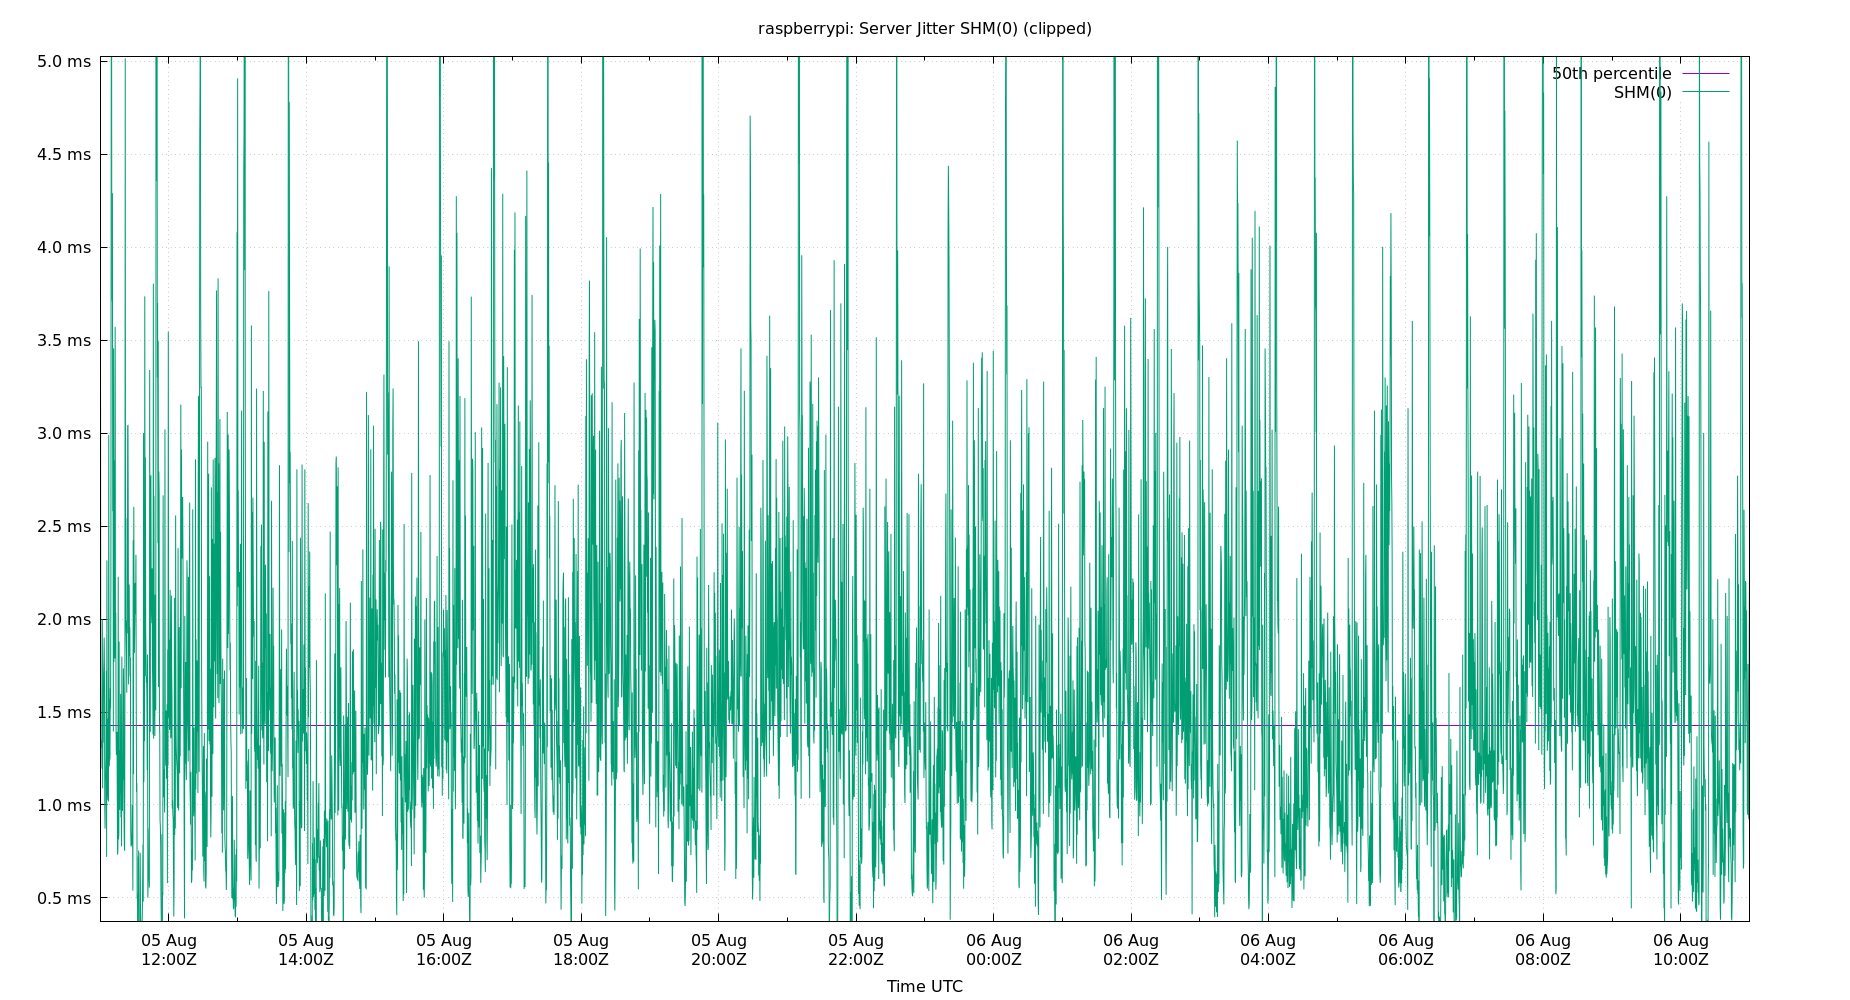 raspberrypi: Server Jitter SHM(0) (clipped)
5.0 ms
4.5 ms
4.0 ms
3.5 ms
3.0 ms
2.5 ms
2.0 ms
1.5 ms
1.0 ms
0.5 ms
50th percentile
SHM(0)
05 Aug 05 Aug 05 Aug 05 Aug 05 Aug 05 Aug 06 Aug 06 Aug 06 Aug 06 Aug 06 Aug 06 Aug
12:00Z 14:00Z 16:00Z 18:00Z 20:00Z 22:00Z 00:00Z 02:00Z 04:00Z 06:00Z 08:00Z 10:00Z
Time UTC